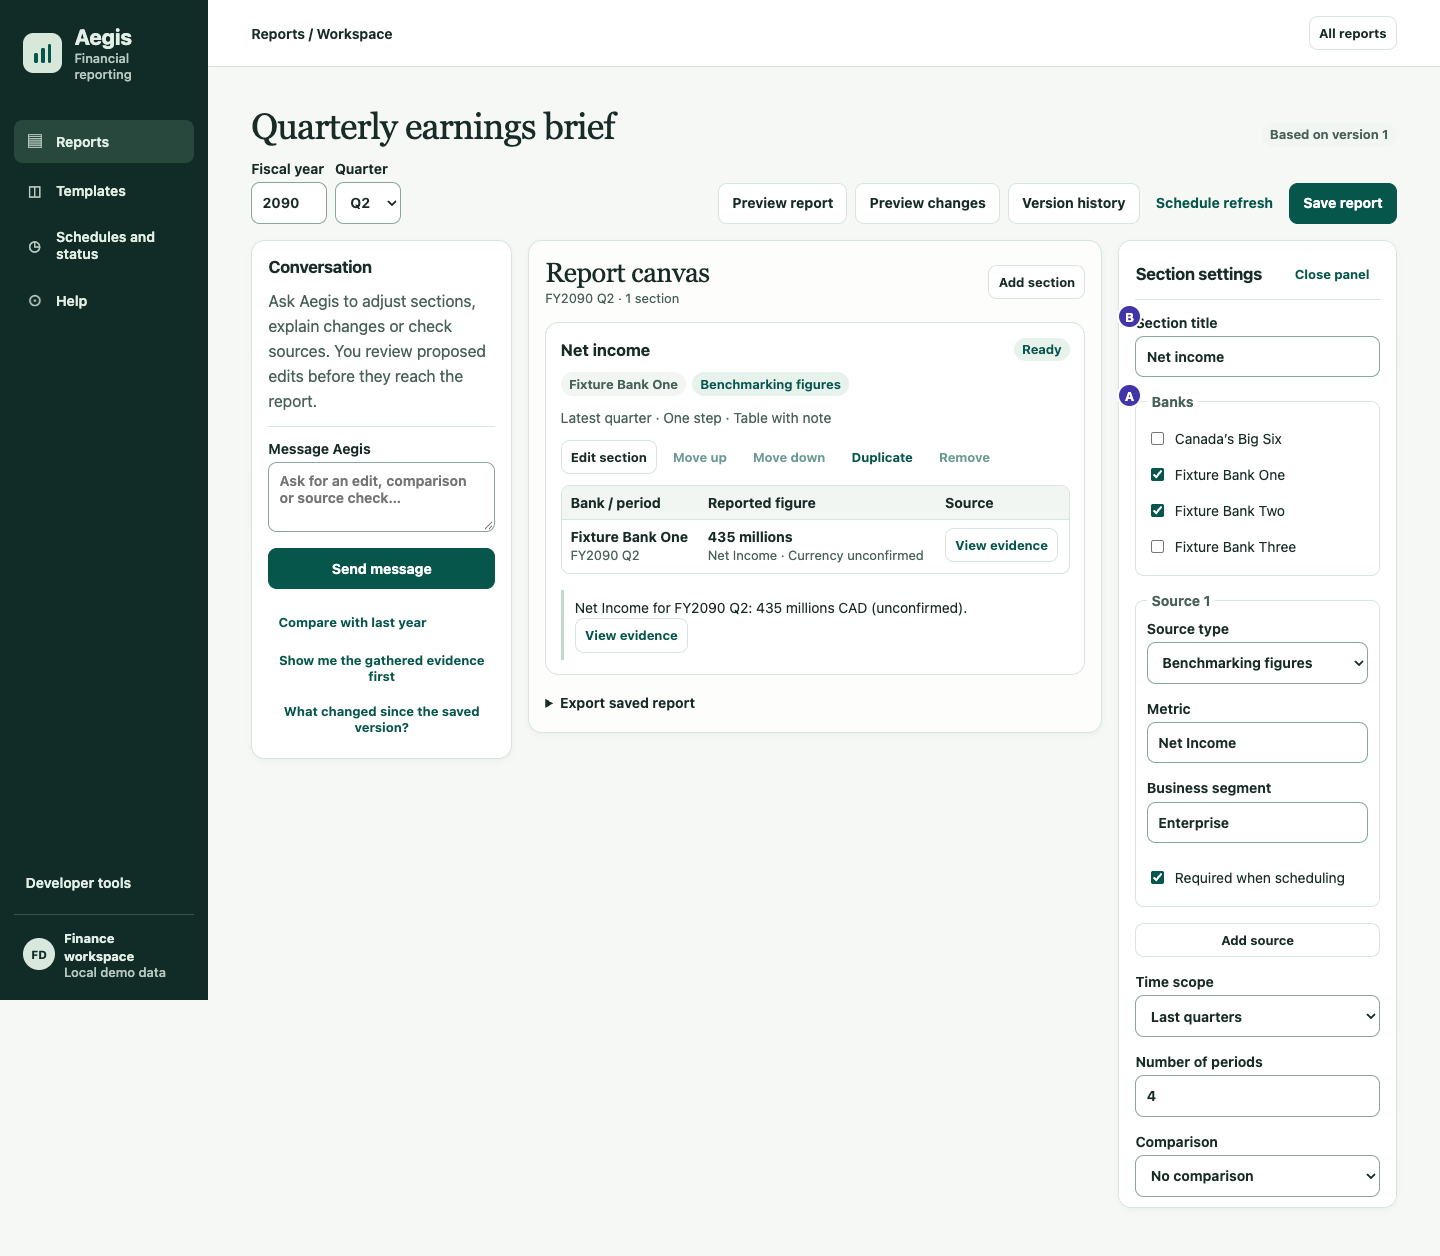 Aegis
Financial
reporting
Reports
Templates
Schedules and
status
Help
Developer tools
FD
Finance
workspace
Local demo data
Reports / Workspace
All reports
Quarterly earnings brief
Based on version 1
Fiscal year
Quarter
2090
Q2
Preview report
Preview changes
Version history
Schedule refresh
Save report
Conversation
Ask Aegis to adjust sections,
explain changes or check
sources. You review proposed
edits before they reach the
report.
Message Aegis
Ask for an edit, comparison
or source check...
Send message
Compare with last year
Show me the gathered evidence
first
What changed since the saved
version?
Report canvas
FY2090 Q2 · 1 section
Add section
Net income
Ready
Fixture Bank One
Benchmarking figures
Latest quarter · One step · Table with note
Edit section
Move up
Move down
Duplicate
Remove
Bank / period
Reported figure
Source
Fixture Bank One
435 millions
FY2090 Q2
Net Income · Currency unconfirmed
View evidence
Net Income for FY2090 Q2: 435 millions CAD (unconfirmed).
View evidence
Export saved report
Section settings
Close panel
B
Section title
Net income
A
Banks
Canada's Big Six
Fixture Bank One
Fixture Bank Two
Fixture Bank Three
Source 1
Source type
Benchmarking figures
Metric
Net Income
Business segment
Enterprise
Required when scheduling
Add source
Time scope
Last quarters
Number of periods
4
Comparison
No comparison